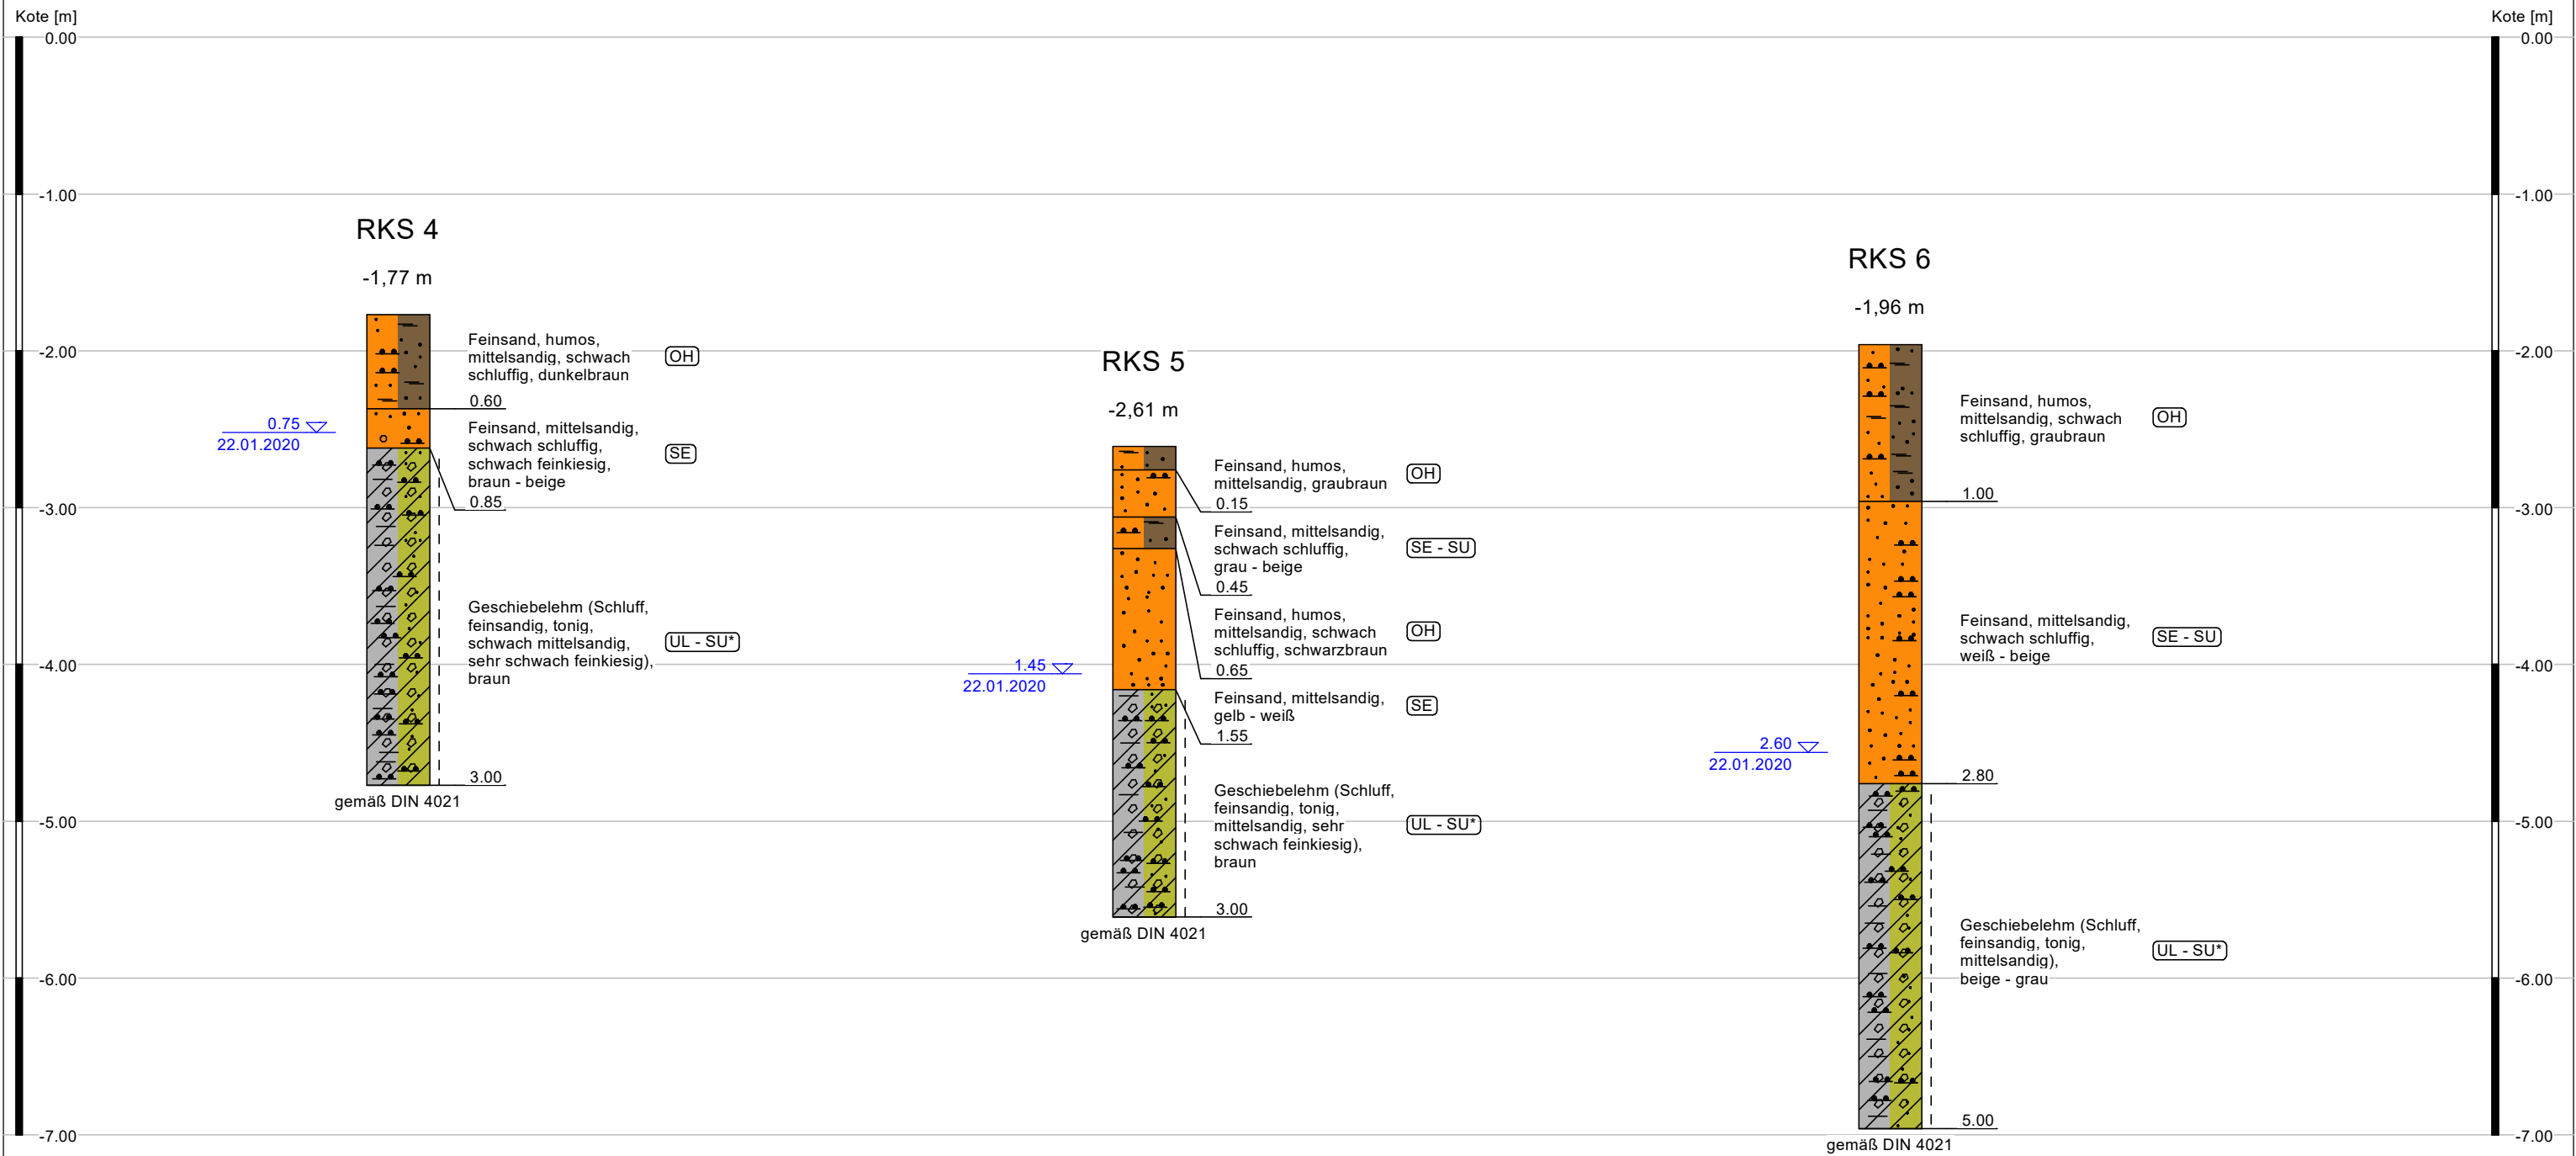 Kote [m]
0.00
-1.00
-2.00
-3.00
-4.00
-5.00
-6.00
-7.00
RKS 4
-1,77 m
Feinsand, humos,
mittelsandig, schwach
schluffig, dunkelbraun
OH
0.60
0.75
22.01.2020
Feinsand, mittelsandig,
schwach schluffig,
schwach feinkiesig,
braun - beige
SE
0.85
Geschiebelehm (Schluff,
feinsandig, tonig,
schwach mittelsandig,
sehr schwach feinkiesig),
braun
UL - SU*
3.00
gemäß DIN 4021
RKS 5
-2,61 m
Feinsand, humos,
mittelsandig, graubraun
OH
0.15
Feinsand, mittelsandig,
schwach schluffig,
grau - beige
SE - SU
0.45
Feinsand, humos,
mittelsandig, schwach
schluffig, schwarzbraun
OH
0.65
1.45
22.01.2020
Feinsand, mittelsandig,
gelb - weiß
SE
1.55
Geschiebelehm (Schluff,
feinsandig, tonig,
mittelsandig, sehr
schwach feinkiesig),
braun
UL - SU*
3.00
gemäß DIN 4021
RKS 6
-1,96 m
Feinsand, humos,
mittelsandig, schwach
schluffig, graubraun
OH
1.00
Feinsand, mittelsandig,
schwach schluffig,
weiß - beige
SE - SU
2.60
22.01.2020
2.80
Geschiebelehm (Schluff,
feinsandig, tonig,
mittelsandig),
beige - grau
UL - SU*
5.00
gemäß DIN 4021
Kote [m]
0.00
-1.00
-2.00
-3.00
-4.00
-5.00
-6.00
-7.00